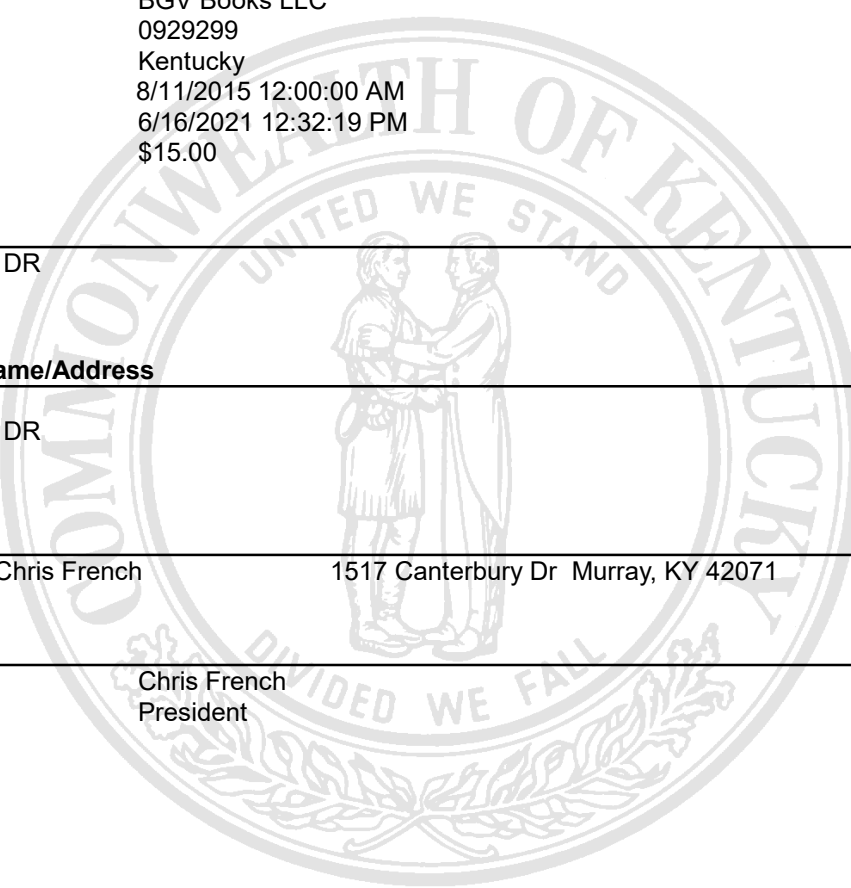 BGV Books LLC
0929299
Kentucky
8/11/2015 12:00:00 AM
6/16/2021 12:32:19 PM
$15.00
DR
ame/Address
DR
Chris French 1517 Canterbury Dr Murray, KY 42071
Chris French
President
COMMONWEALTH OF KENTUCKY
UNITED WE STAND
DIVIDED WE FALL